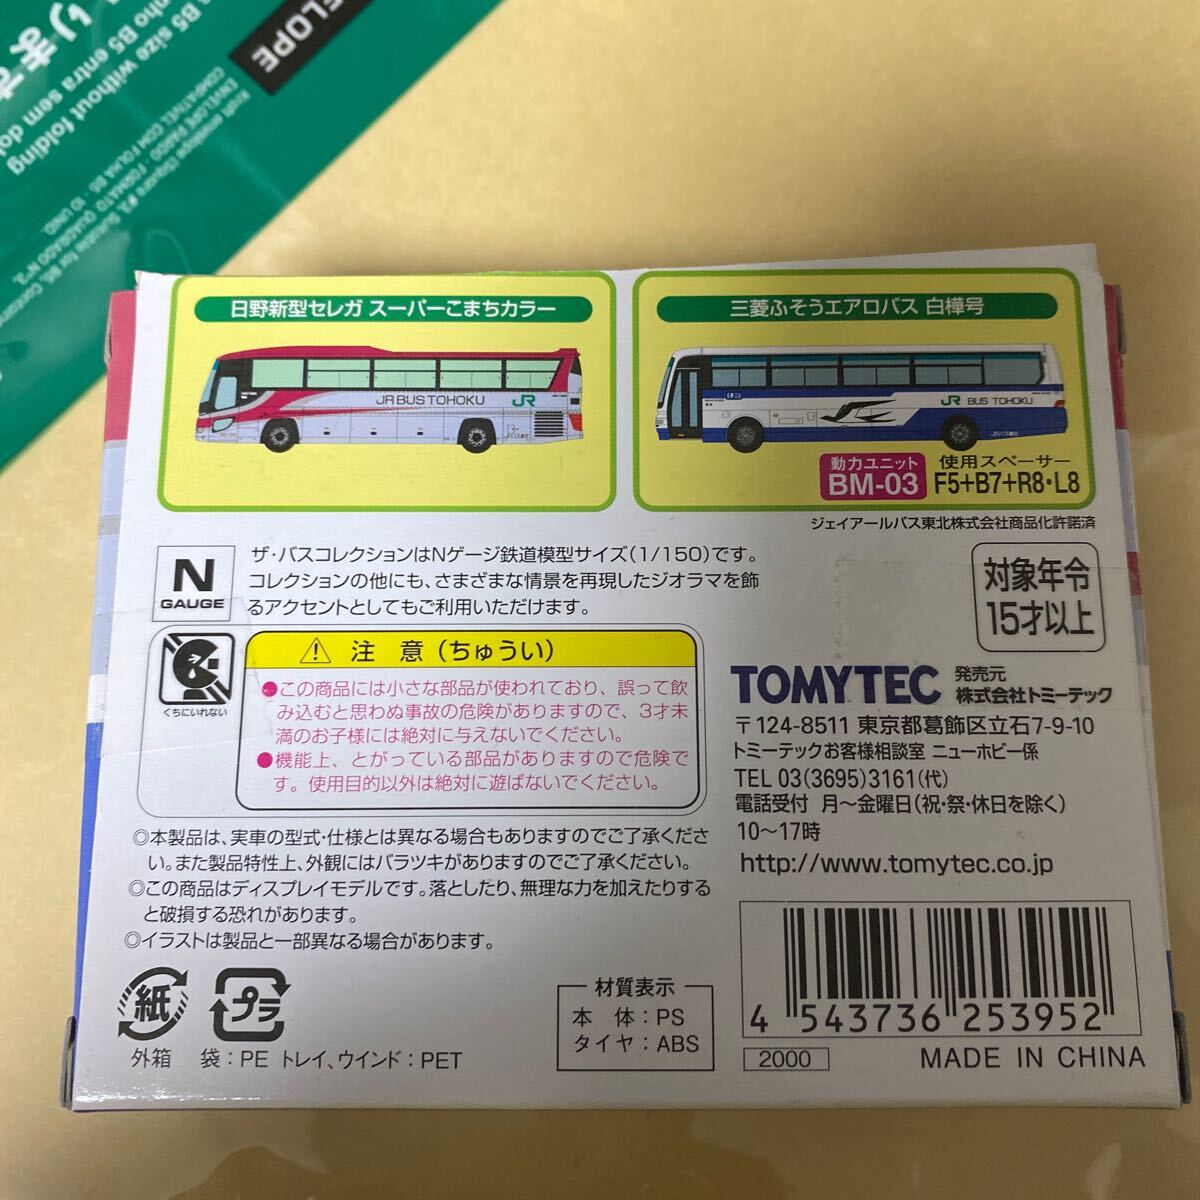 ELOPE
B5 size without folding
nho B5 entra sem dol
ENVELOPE SACO - FORMATO QUADRADO N°3,
COMPATÍVEL COM FOLHA B5 - 10 UNID.
ります
日野新型セレガ スーパーこまちカラー
JR BUS TOHOKU JR
三菱ふそうエアロバス 白樺号
JR BUS TOHOKU
動力ユニット
BM-03
使用スペーサー
F5+B7+R8・L8
ジェイアールバス東北株式会社商品化許諾済
N
GAUGE
ザ・バスコレクションはNゲージ鉄道模型サイズ(1/150)です。
コレクションの他にも、さまざまな情景を再現したジオラマを飾
るアクセントとしてもご利用いただけます。
対象年令
15才以上
くちにいれない
注 意(ちゅうい)
●この商品には小さな部品が使われており、誤って飲
み込むと思わぬ事故の危険がありますので、3才未
満のお子様には絶対に与えないでください。
●機能上、とがっている部品がありますので危険で
す。使用目的以外は絶対に遊ばないでください。
TOMYTEC 発売元
株式会社トミーテック
〒124-8511 東京都葛飾区立石7-9-10
トミーテックお客様相談室 ニューホビー係
TEL 03(3695)3161(代)
電話受付 月～金曜日(祝・祭・休日を除く)
10～17時
http://www.tomytec.co.jp
◎本製品は、実車の型式・仕様とは異なる場合もありますのでご了承くださ
い。また製品特性上、外観にはバラツキがありますのでご了承ください。
◎この商品はディスプレイモデルです。落としたり、無理な力を加えたりする
と破損する恐れがあります。
◎イラストは製品と一部異なる場合があります。
紙
プラ
外箱 袋:PE トレイ、ウインド:PET
材質表示
本 体:PS
タイヤ:ABS
4 543736 253952
2000
MADE IN CHINA